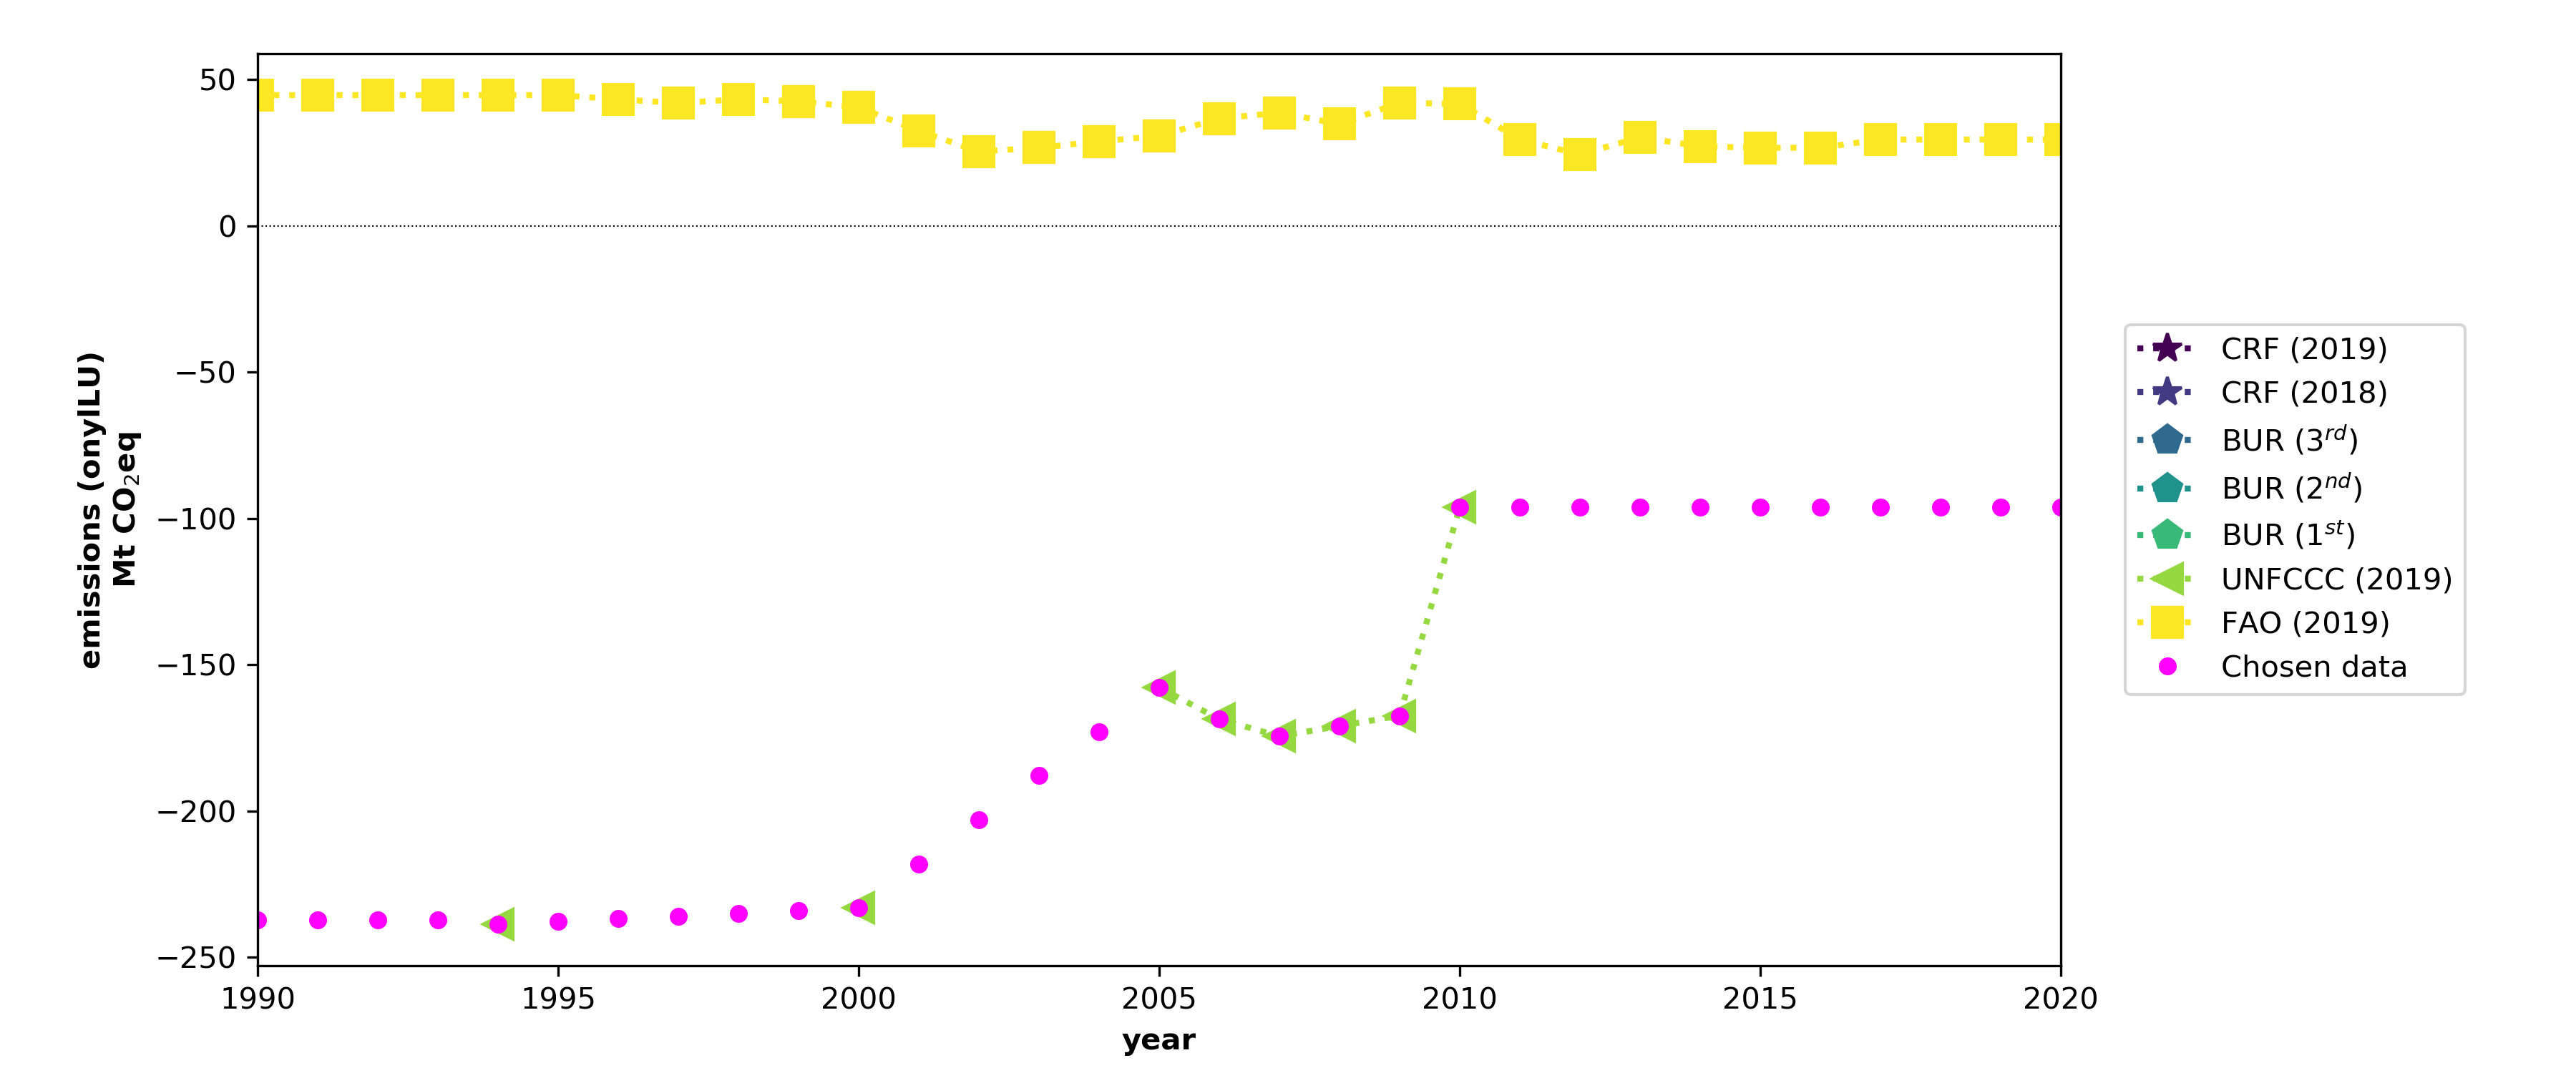 50
0
−50
−100
−150
−200
−250
emissions (onylLU)
Mt CO₂eq
1990 1995 2000 2005 2010 2015 2020
year
CRF (2019)
CRF (2018)
BUR (3ʳᵈ)
BUR (2ⁿᵈ)
BUR (1ˢᵗ)
UNFCCC (2019)
FAO (2019)
Chosen data